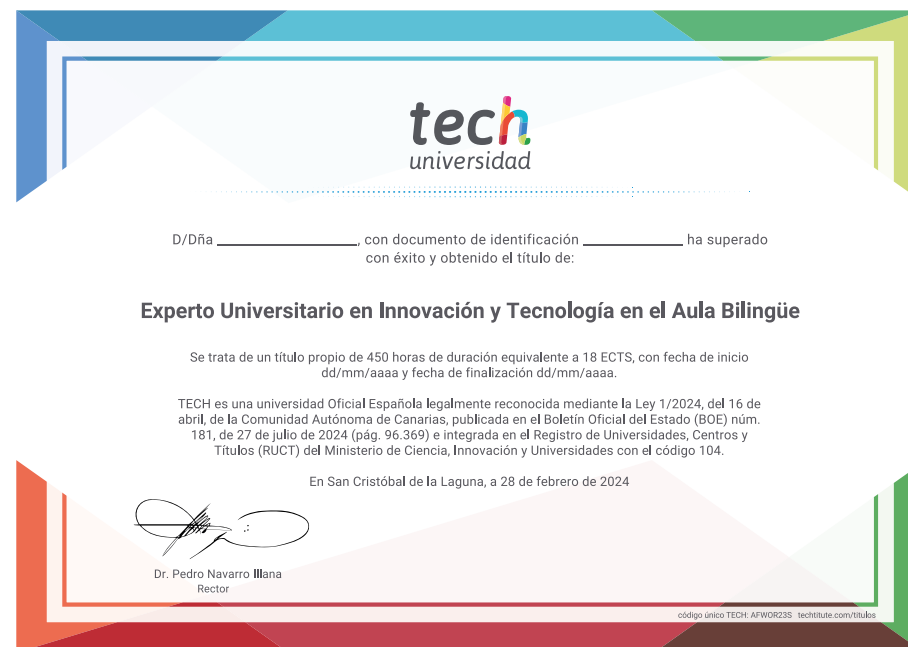 tech
universidad
D/Dña ____________________, con documento de identificación ______________ ha superado
con éxito y obtenido el título de:
Experto Universitario en Innovación y Tecnología en el Aula Bilingüe
Se trata de un título propio de 450 horas de duración equivalente a 18 ECTS, con fecha de inicio
dd/mm/aaaa y fecha de finalización dd/mm/aaaa.
TECH es una universidad Oficial Española legalmente reconocida mediante la Ley 1/2024, del 16 de
abril, de la Comunidad Autónoma de Canarias, publicada en el Boletín Oficial del Estado (BOE) núm.
181, de 27 de julio de 2024 (pág. 96.369) e integrada en el Registro de Universidades, Centros y
Títulos (RUCT) del Ministerio de Ciencia, Innovación y Universidades con el código 104.
En San Cristóbal de la Laguna, a 28 de febrero de 2024
Dr. Pedro Navarro Illana
Rector
código único TECH: AFWOR23S techtitute.com/titulos